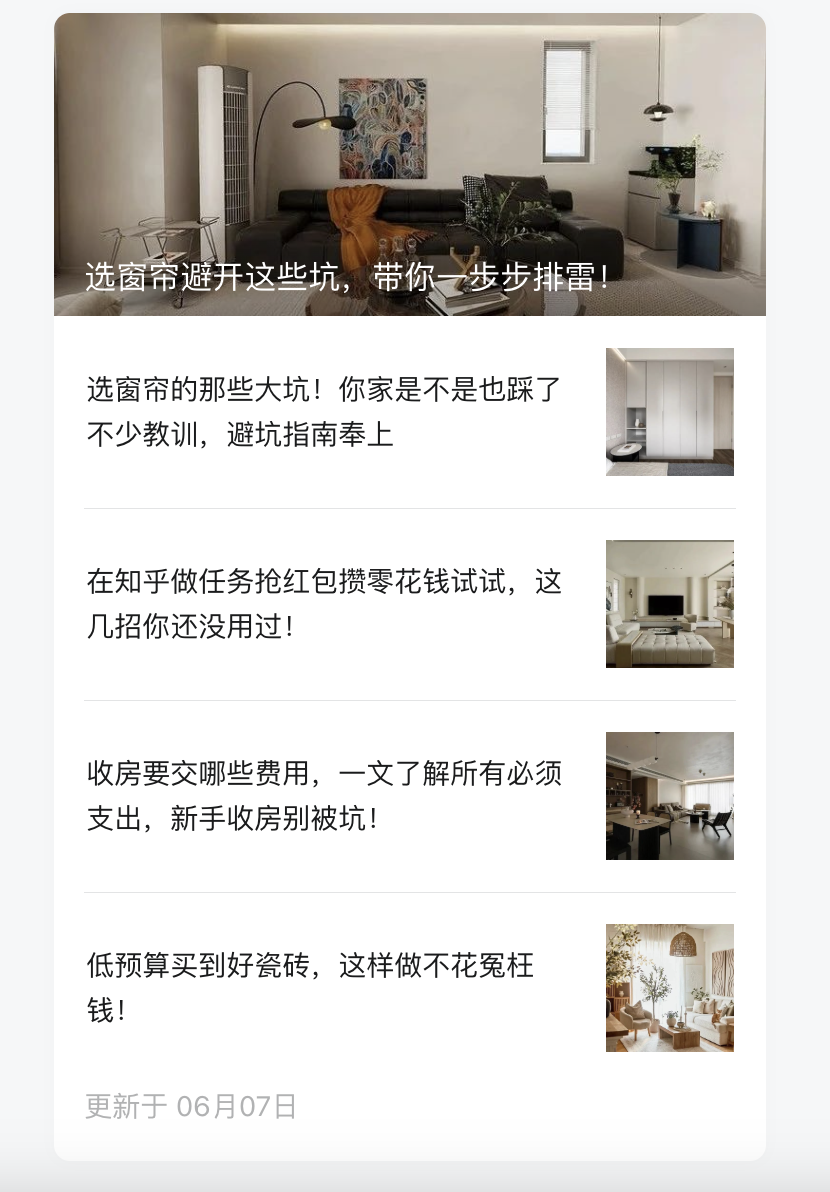 选窗帘避开这些坑，带你一步步排雷！
选窗帘的那些大坑！你家是不是也踩了
不少教训，避坑指南奉上
在知乎做任务抢红包攒零花钱试试，这
几招你还没用过！
收房要交哪些费用，一文了解所有必须
支出，新手收房别被坑！
低预算买到好瓷砖，这样做不花冤枉
钱！
更新于 06月07日